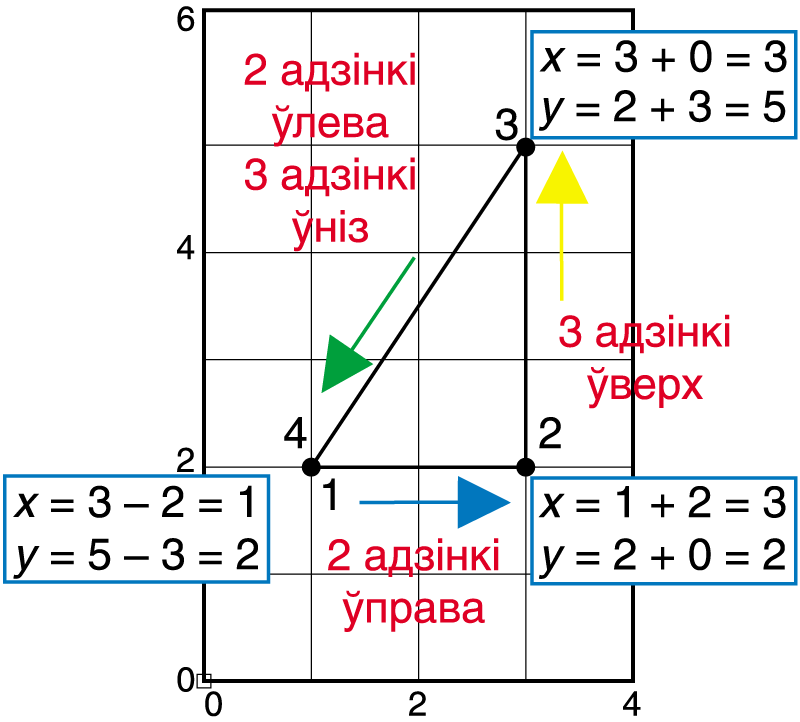 6
2 адзінкі
ўлева
3 адзінкі
ўніз
x = 3 + 0 = 3
y = 2 + 3 = 5
3
4
3 адзінкі
ўверх
4
2
2
1
x = 3 – 2 = 1
y = 5 – 3 = 2
2 адзінкі
ўправа
x = 1 + 2 = 3
y = 2 + 0 = 2
0
0
2
4